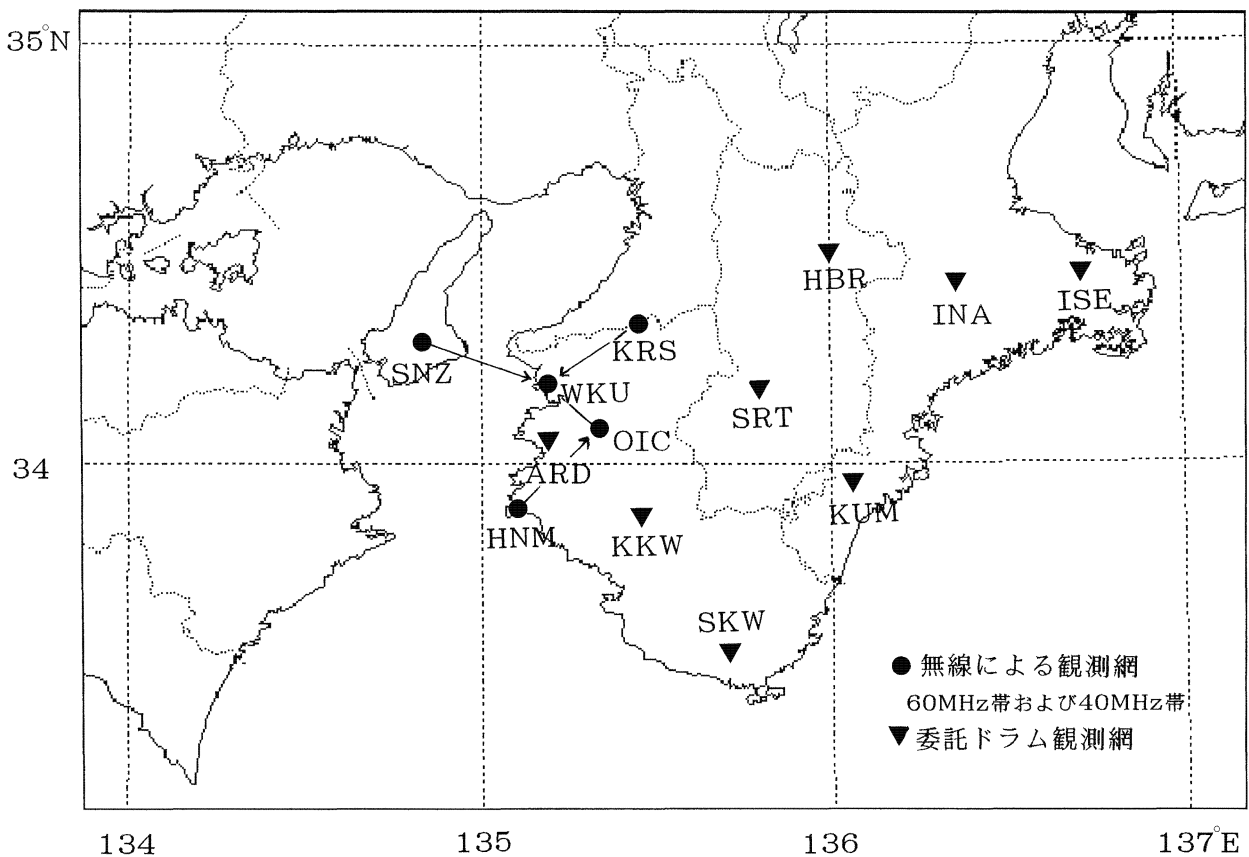 35°N
HBR
INA
ISE
KRS
SNZ
WKU
SRT
OIC
34
ARD
KUM
HNM
KKW
SKW
●無線による観測網
60MHz帯および40MHz帯
▼委託ドラム観測網
134
135
136
137°E